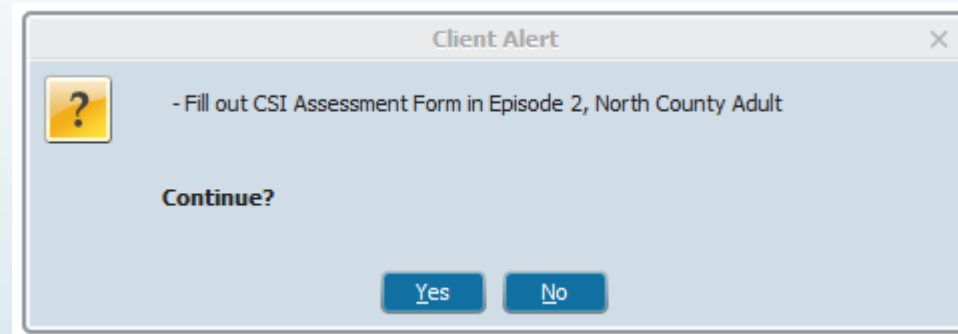 Client Alert
?
- Fill out CSI Assessment Form in Episode 2, North County Adult
Continue?
Yes No